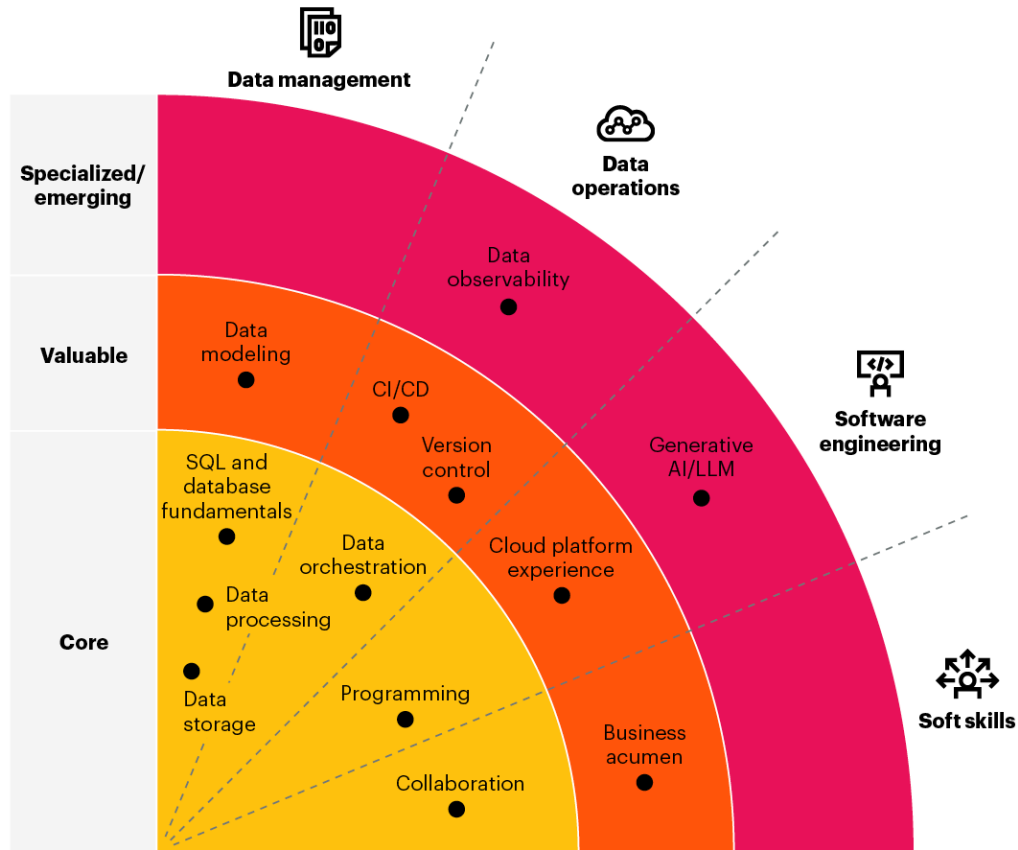 Data management
Data
operations
Specialized/
emerging
Data
observability
Valuable
Data
modeling
CI/CD
Version
control
Software
engineering
Generative
AI/LLM
SQL and
database
fundamentals
Data
orchestration
Cloud platform
experience
Core
Data
processing
Data
storage
Programming
Soft skills
Business
acumen
Collaboration